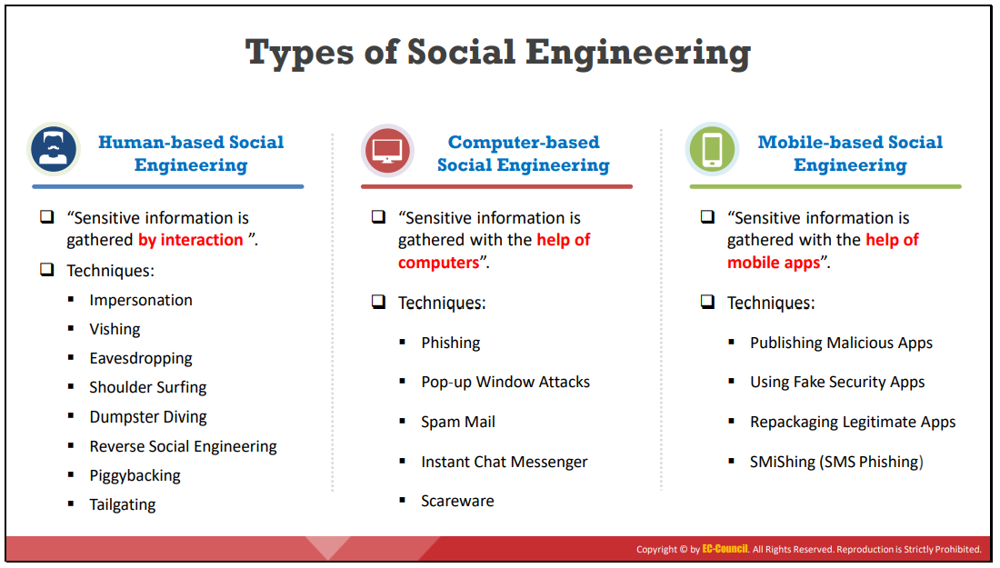 Types of Social Engineering
Human-based Social
Engineering
“Sensitive information is
gathered by interaction ”.
Techniques:
Impersonation
Vishing
Eavesdropping
Shoulder Surfing
Dumpster Diving
Reverse Social Engineering
Piggybacking
Tailgating
Computer-based
Social Engineering
“Sensitive information is
gathered with the help of
computers”.
Techniques:
Phishing
Pop-up Window Attacks
Spam Mail
Instant Chat Messenger
Scareware
Mobile-based Social
Engineering
“Sensitive information is
gathered with the help of
mobile apps”.
Techniques:
Publishing Malicious Apps
Using Fake Security Apps
Repackaging Legitimate Apps
SMiShing (SMS Phishing)
Copyright © by EC-Council. All Rights Reserved. Reproduction is Strictly Prohibited.